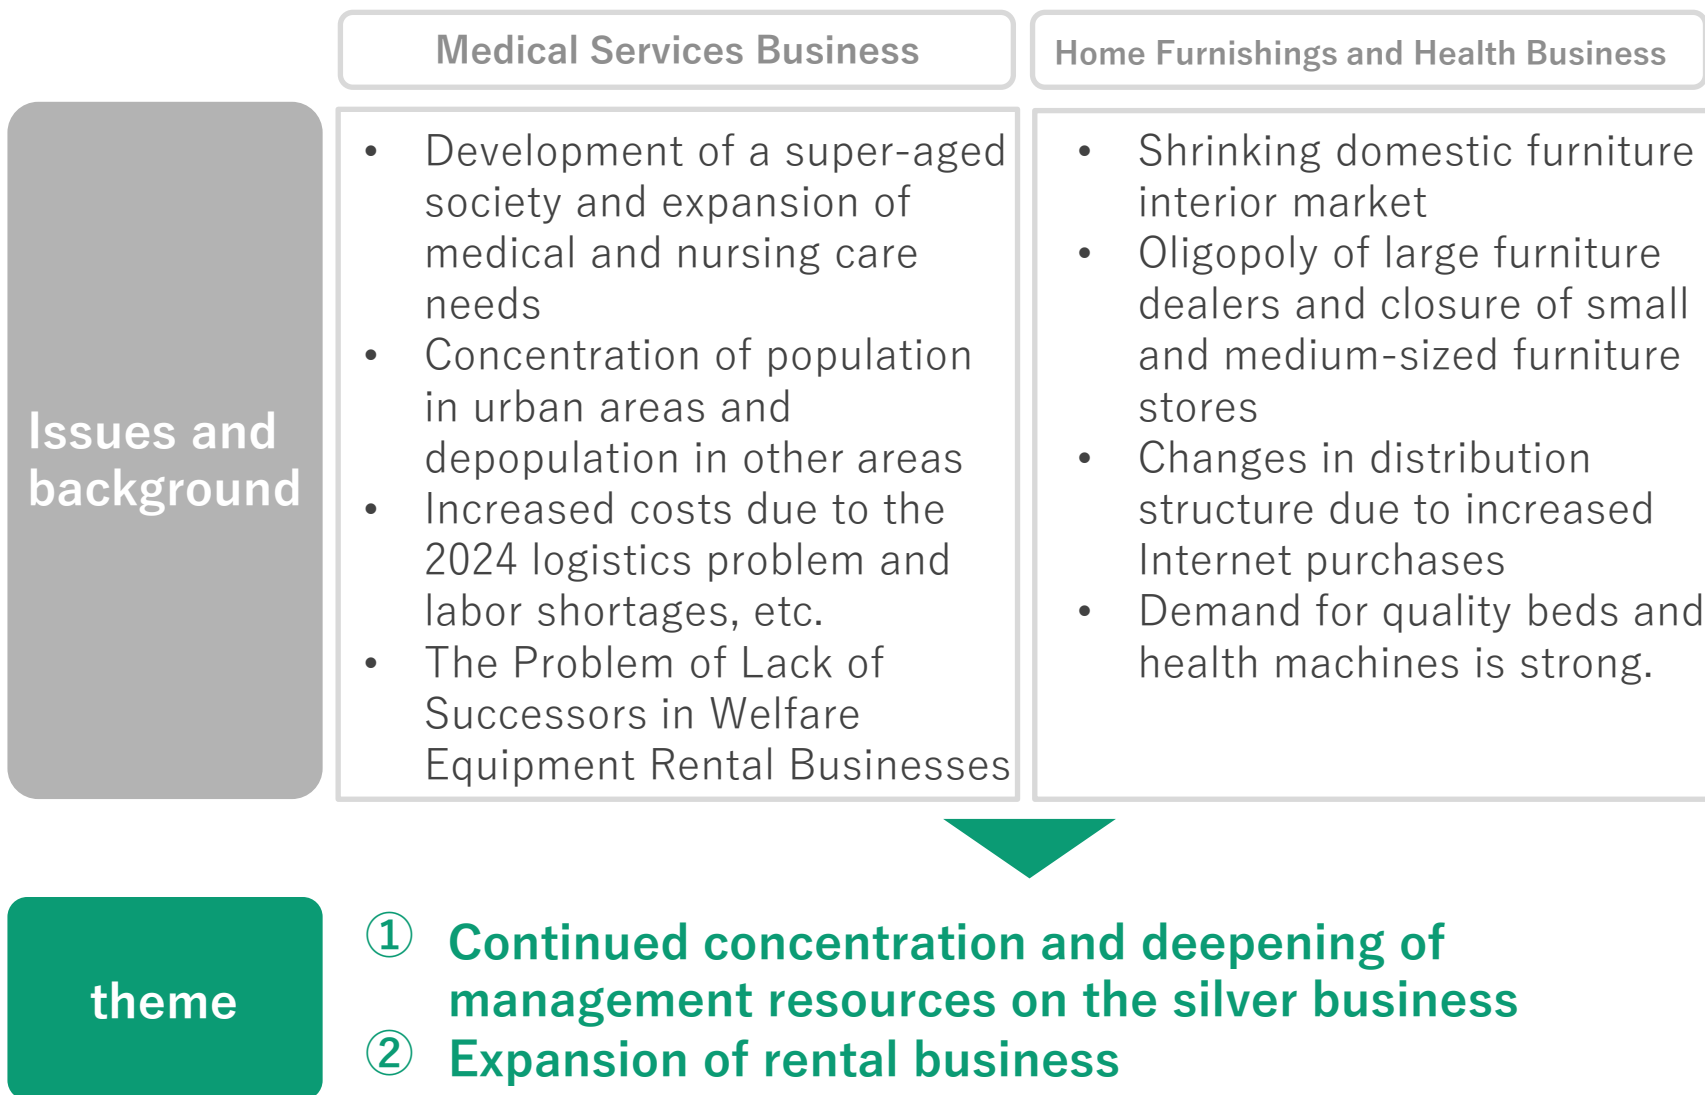 Medical Services Business
Home Furnishings and Health Business
Issues and
background
• Development of a super-aged
society and expansion of
medical and nursing care
needs
• Concentration of population
in urban areas and
depopulation in other areas
• Increased costs due to the
2024 logistics problem and
labor shortages, etc.
• The Problem of Lack of
Successors in Welfare
Equipment Rental Businesses
• Shrinking domestic furniture
interior market
• Oligopoly of large furniture
dealers and closure of small
and medium-sized furniture
stores
• Changes in distribution
structure due to increased
Internet purchases
• Demand for quality beds and
health machines is strong.
theme
① Continued concentration and deepening of
management resources on the silver business
② Expansion of rental business